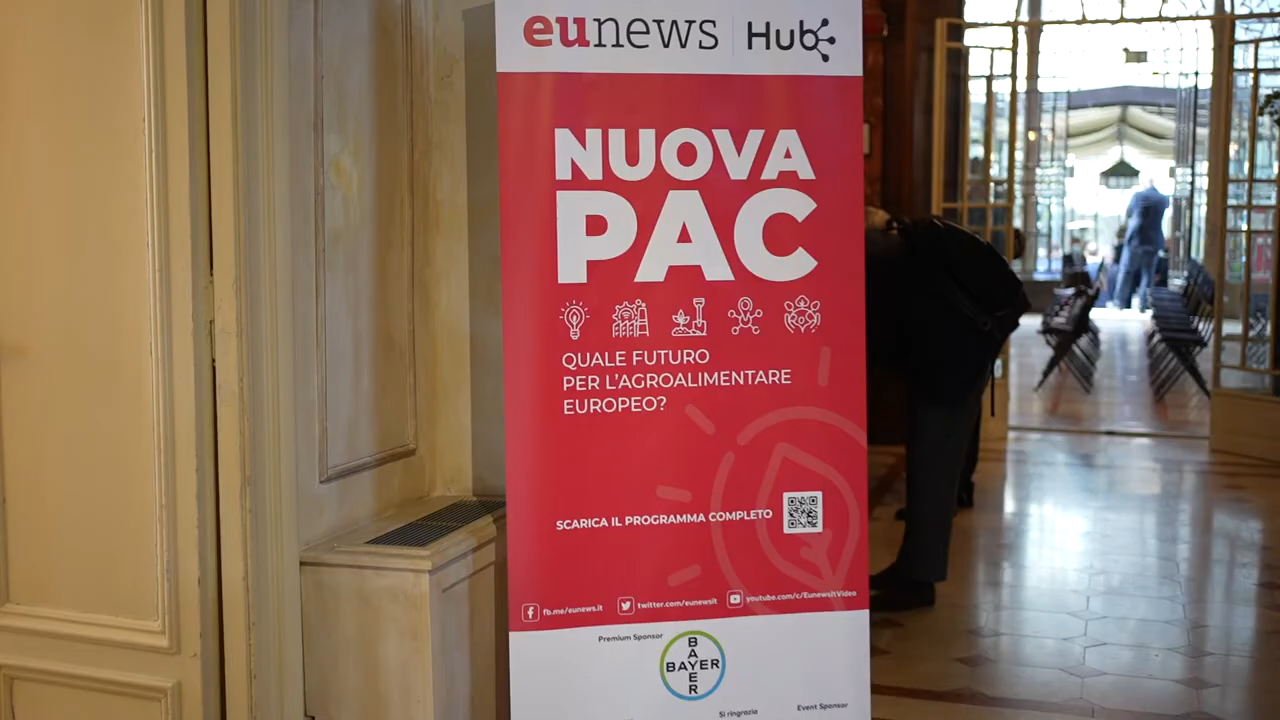 eunews Hub
NUOVA
PAC
QUALE FUTURO
PER L'AGROALIMENTARE
EUROPEO?
SCARICA IL PROGRAMMA COMPLETO
fb.me/eunews.it
twitter.com/eunewsit
youtube.com/c/EunewsitVideo
Premium Sponsor
BAYER
BAYER
Si ringrazia
Event Sponsor